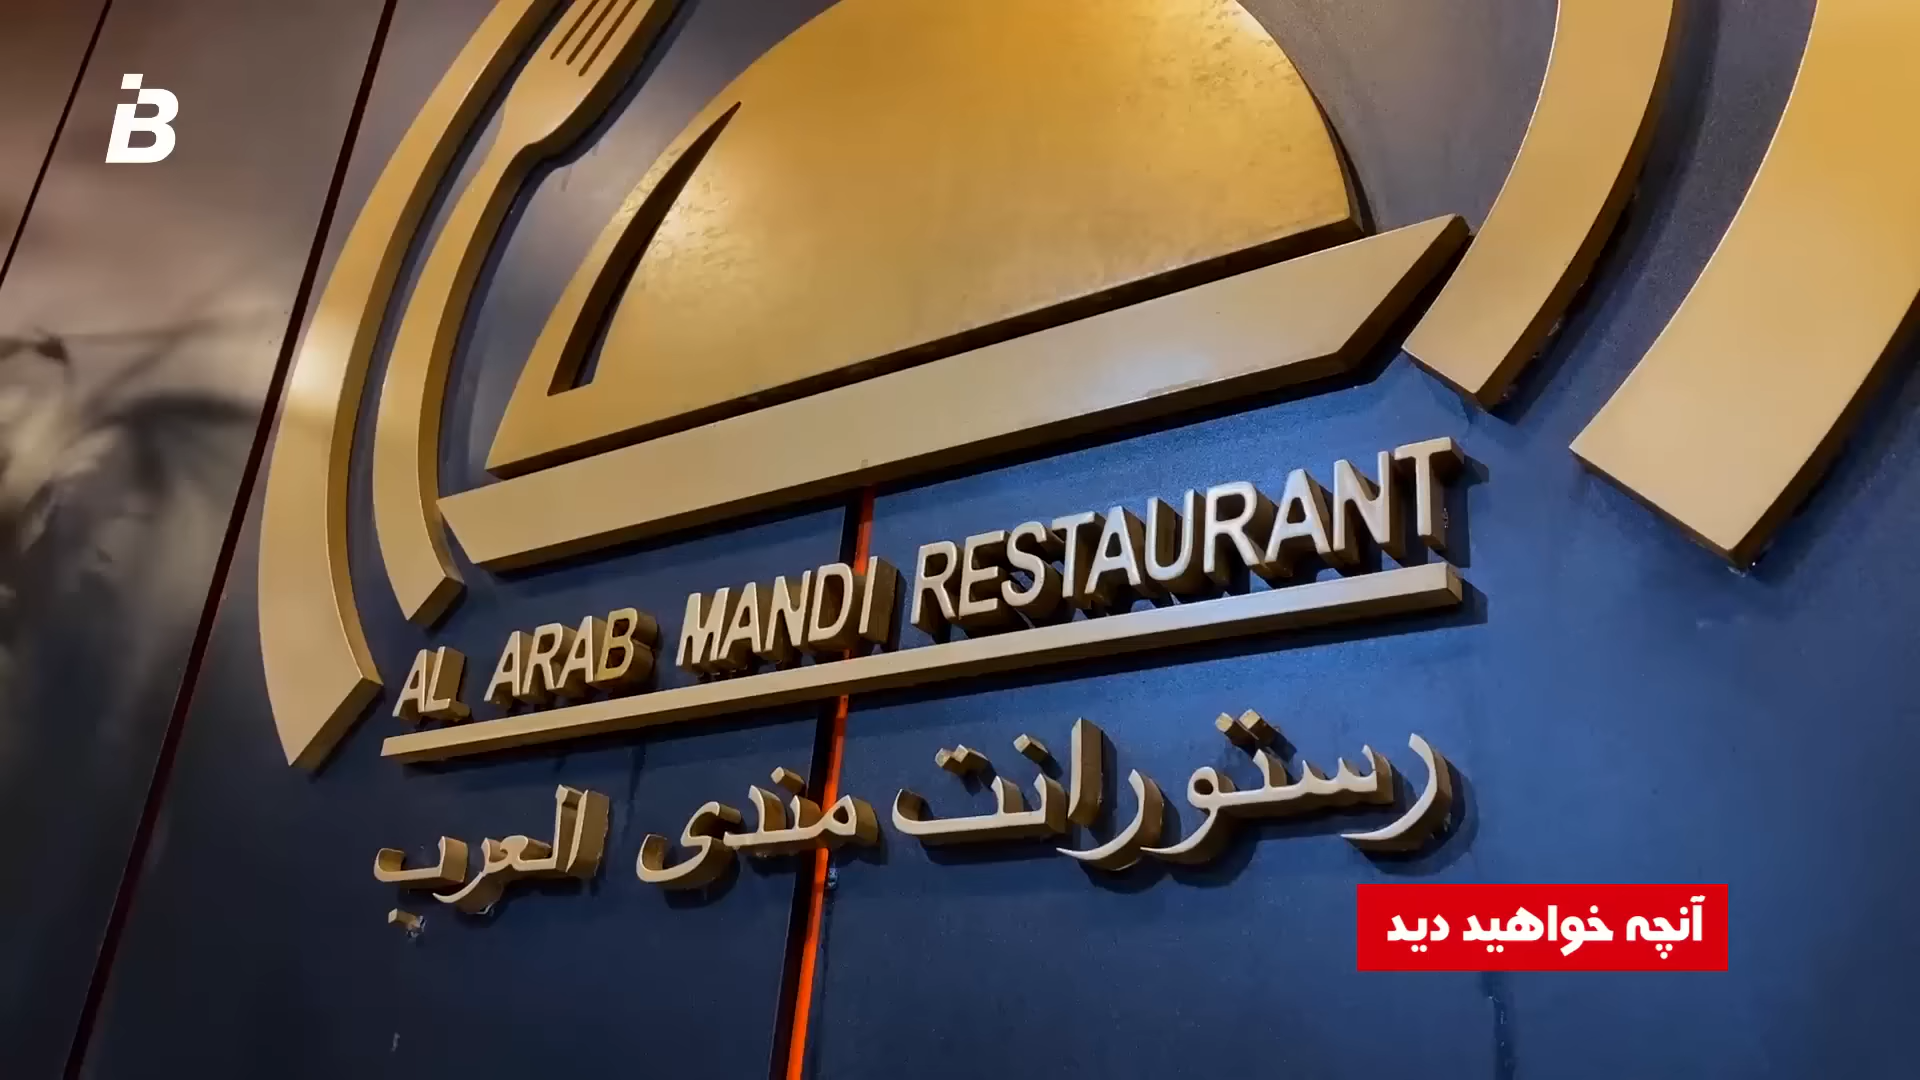 B
AL ARAB MANDI RESTAURANT
رستورانت مندی العرب
آنچه خواهید دید